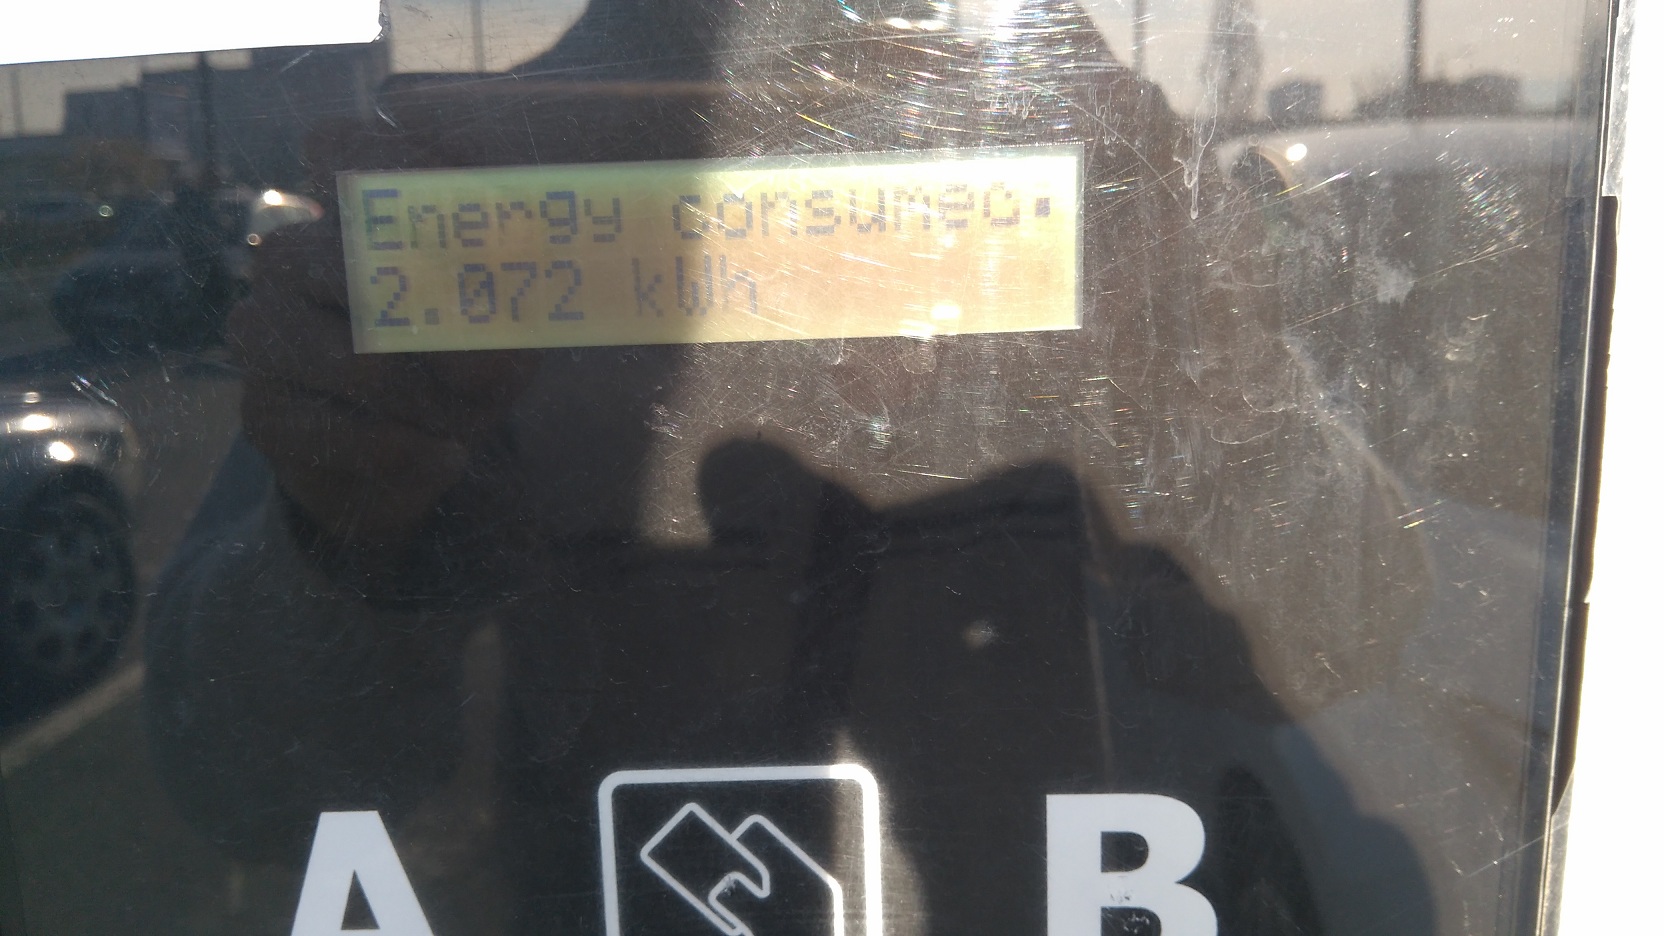 Energy consumed:
2.072 kWh
A B